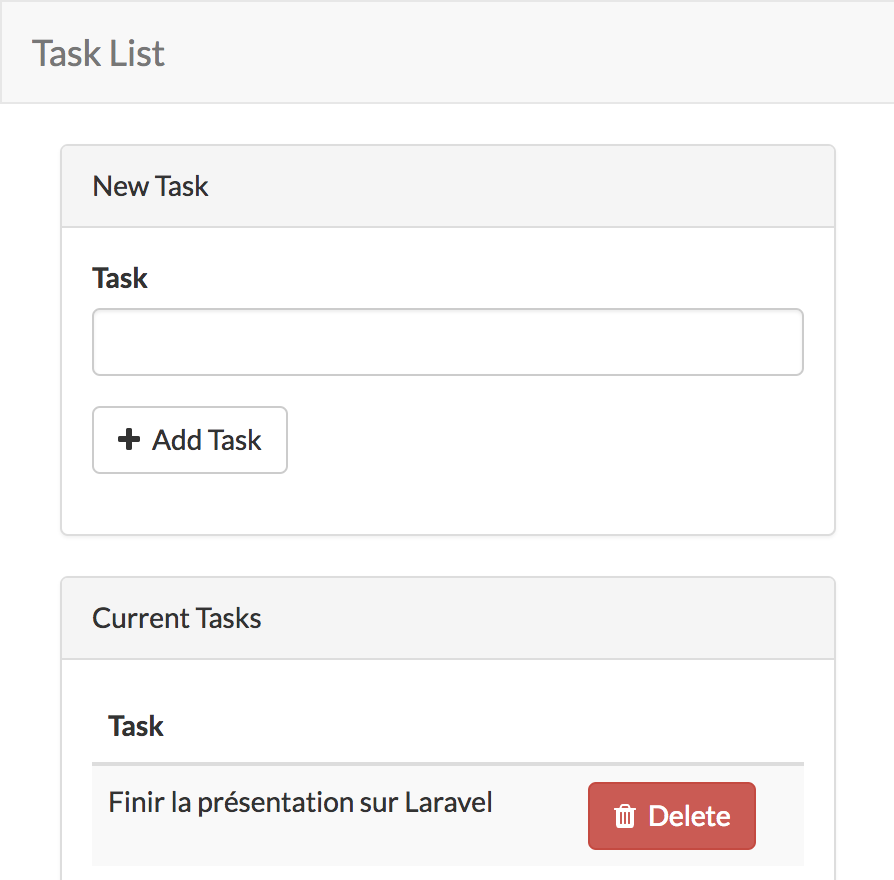 Task List
New Task
Task
Add Task
Current Tasks
Task
Finir la présentation sur Laravel
Delete